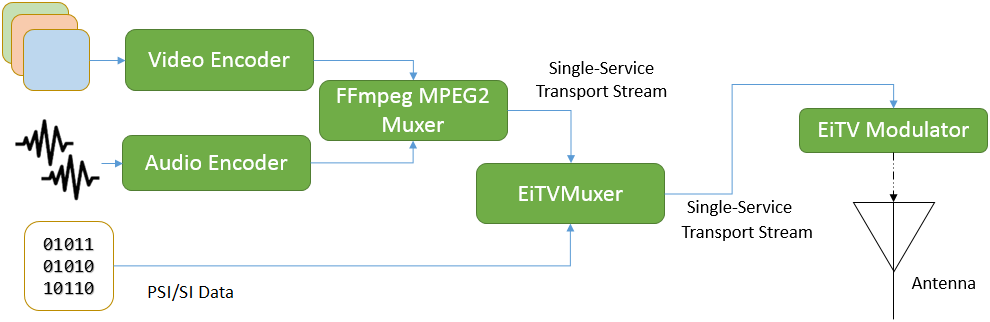 Video Encoder
FFmpeg MPEG2
Muxer
Single-Service
Transport Stream
EiTV Modulator
Audio Encoder
EiTVMuxer
Single-Service
Transport Stream
01011
01010
10110
PSI/SI Data
Antenna